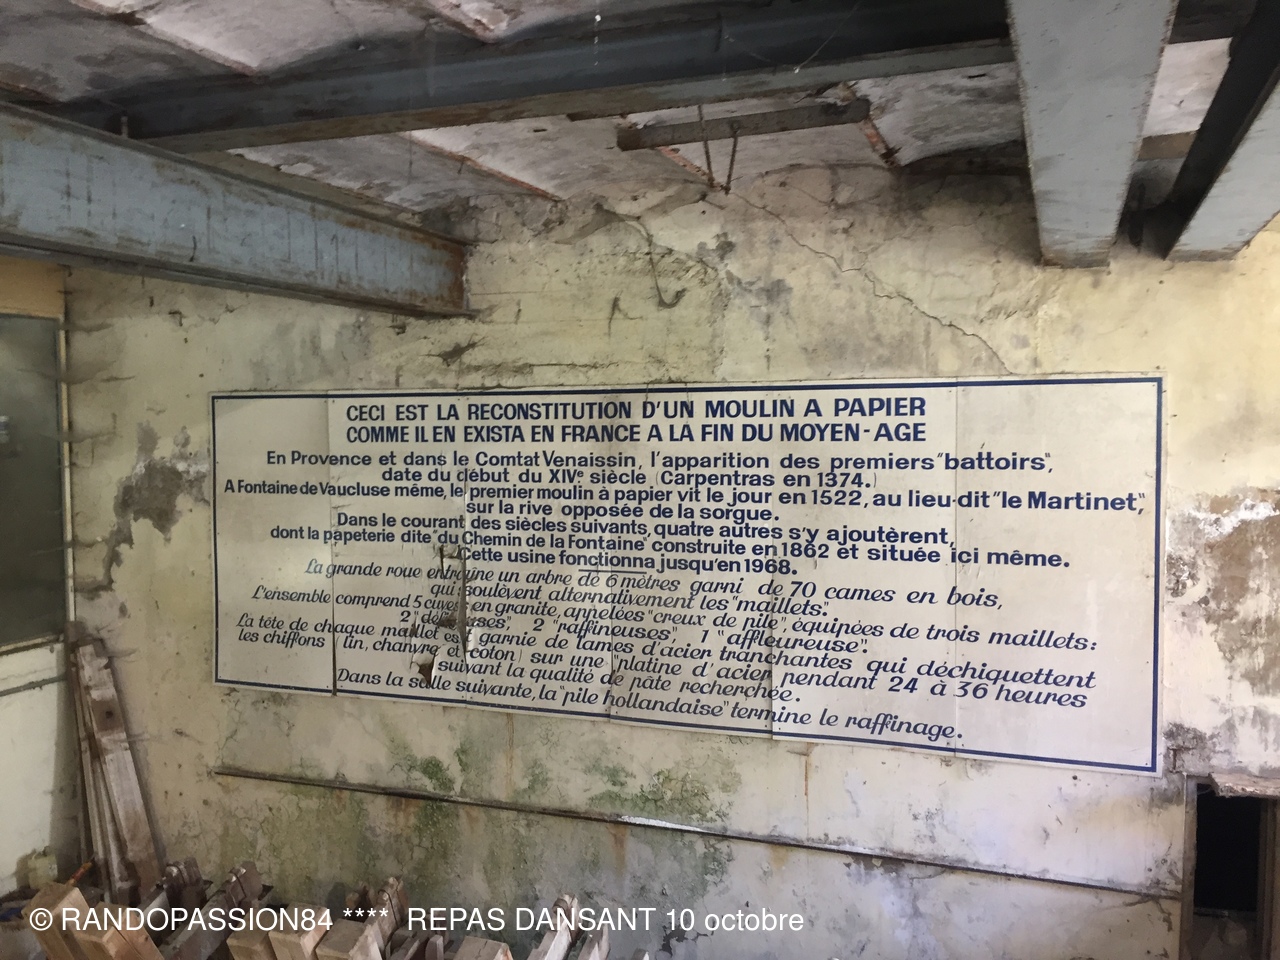 CECI EST LA RECONSTITUTION D'UN MOULIN A PAPIER
COMME IL EN EXISTA EN FRANCE A LA FIN DU MOYEN-AGE
En Provence et dans le Comtat Venaissin, l'apparition des premiers "battoirs",
date du début du XIVe siècle (Carpentras en 1374.)
A Fontaine de Vaucluse même, le premier moulin à papier vit le jour en 1522, au lieu-dit "le Martinet,"
sur la rive opposée de la sorgue.
Dans le courant des siècles suivants, quatre autres s'y ajoutèrent,
dont la papeterie dite "du Chemin de la Fontaine" construite en 1862 et située ici même.
Cette usine fonctionna jusqu'en 1968.
La grande roue entraîne un arbre de 6 mètres garni de 70 cames en bois,
qui soulèvent alternativement les "maillets".
L'ensemble comprend 5 cuves en granite, appelées "creux de pile" équipées de trois maillets:
2 2 "raffineuses", 1 "affleureuse".
La tête de chaque maillet est garnie de lames d'acier tranchantes qui déchiquettent
les chiffons (lin, chanvre et coton) sur une "platine d'acier" pendant 24 à 36 heures
suivant la qualité de pâte recherchée.
Dans la salle suivante, la "pile hollandaise" termine le raffinage.
© RANDOPASSION84 **** REPAS DANSANT 10 octobre